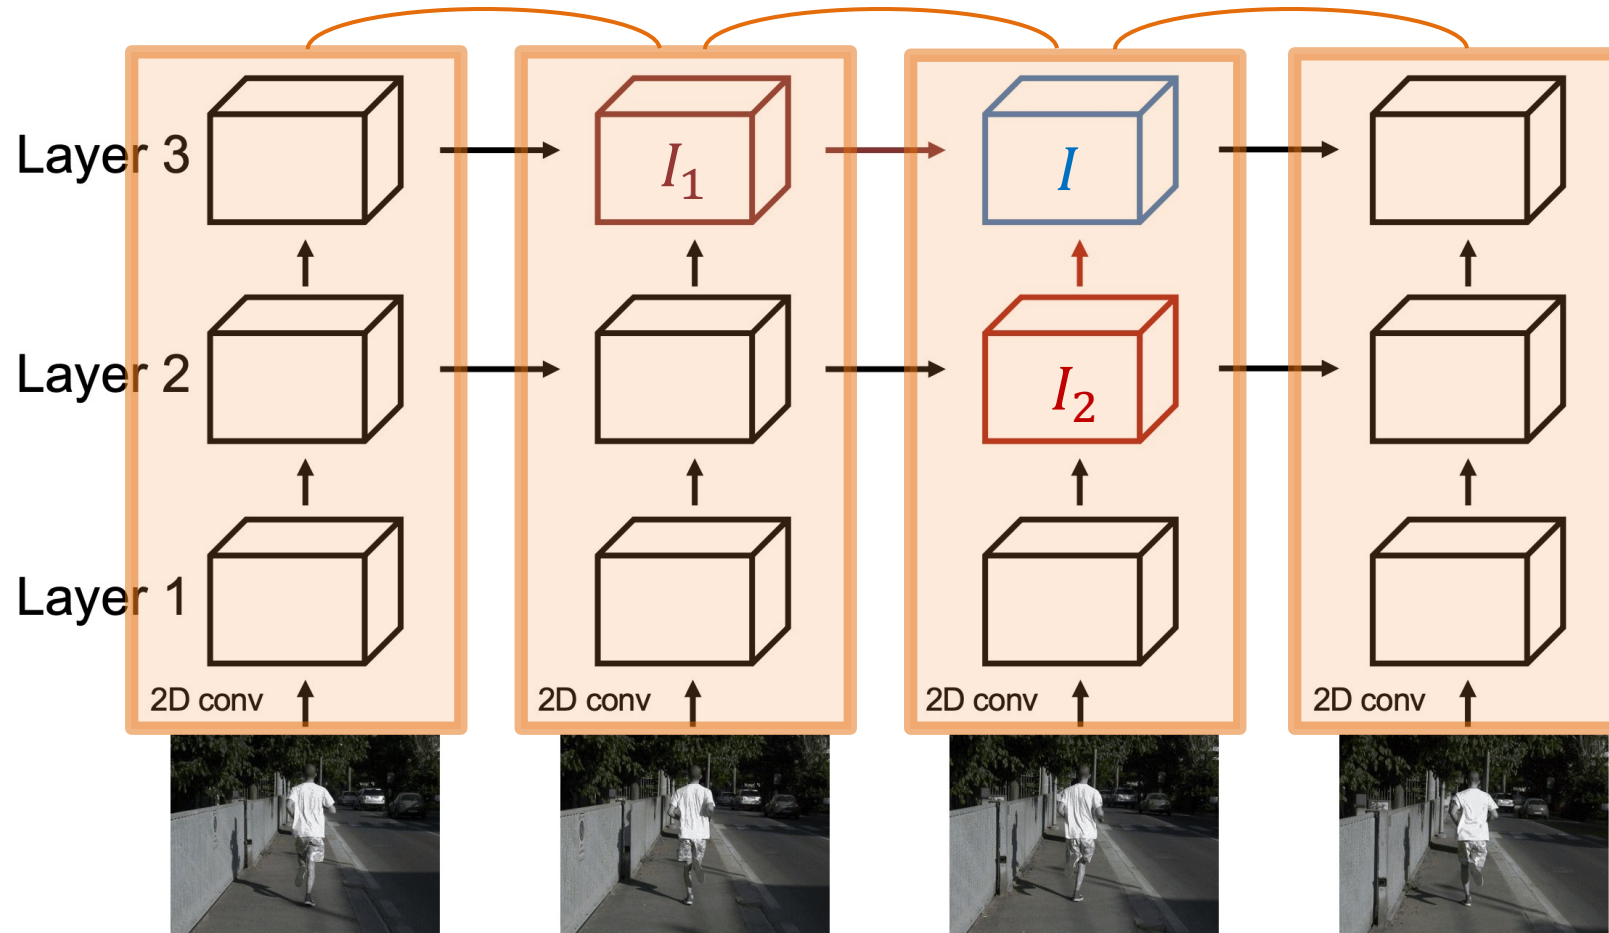 Layer 3
I₁
I
Layer 2
I₂
Layer 1
2D conv
2D conv
2D conv
2D conv